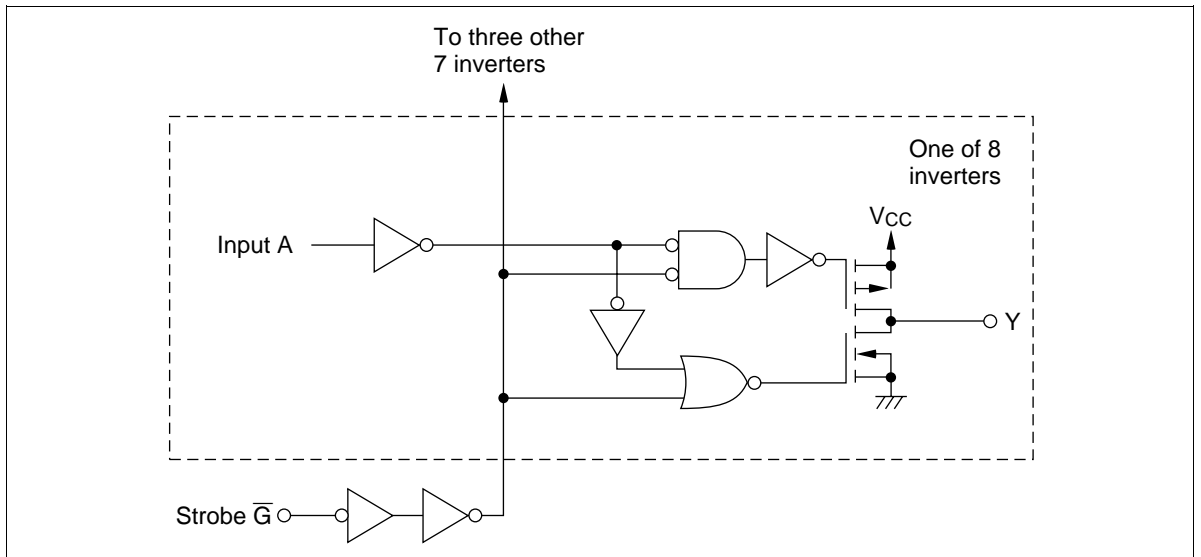 To three other
7 inverters
One of 8
inverters
VCC
Input A
Y
Strobe G̅